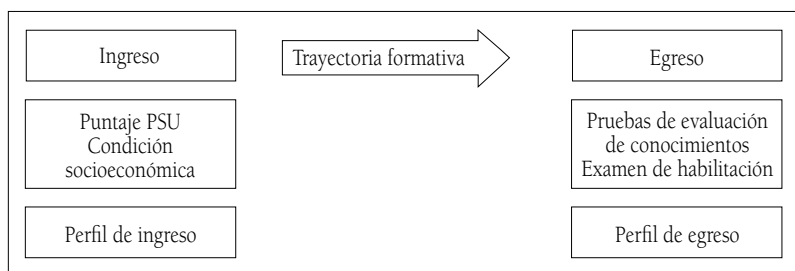 Ingreso
Trayectoria formativa
Egreso
Puntaje PSU
Condición
socioeconómica
Pruebas de evaluación
de conocimientos
Examen de habilitación
Perfil de ingreso
Perfil de egreso